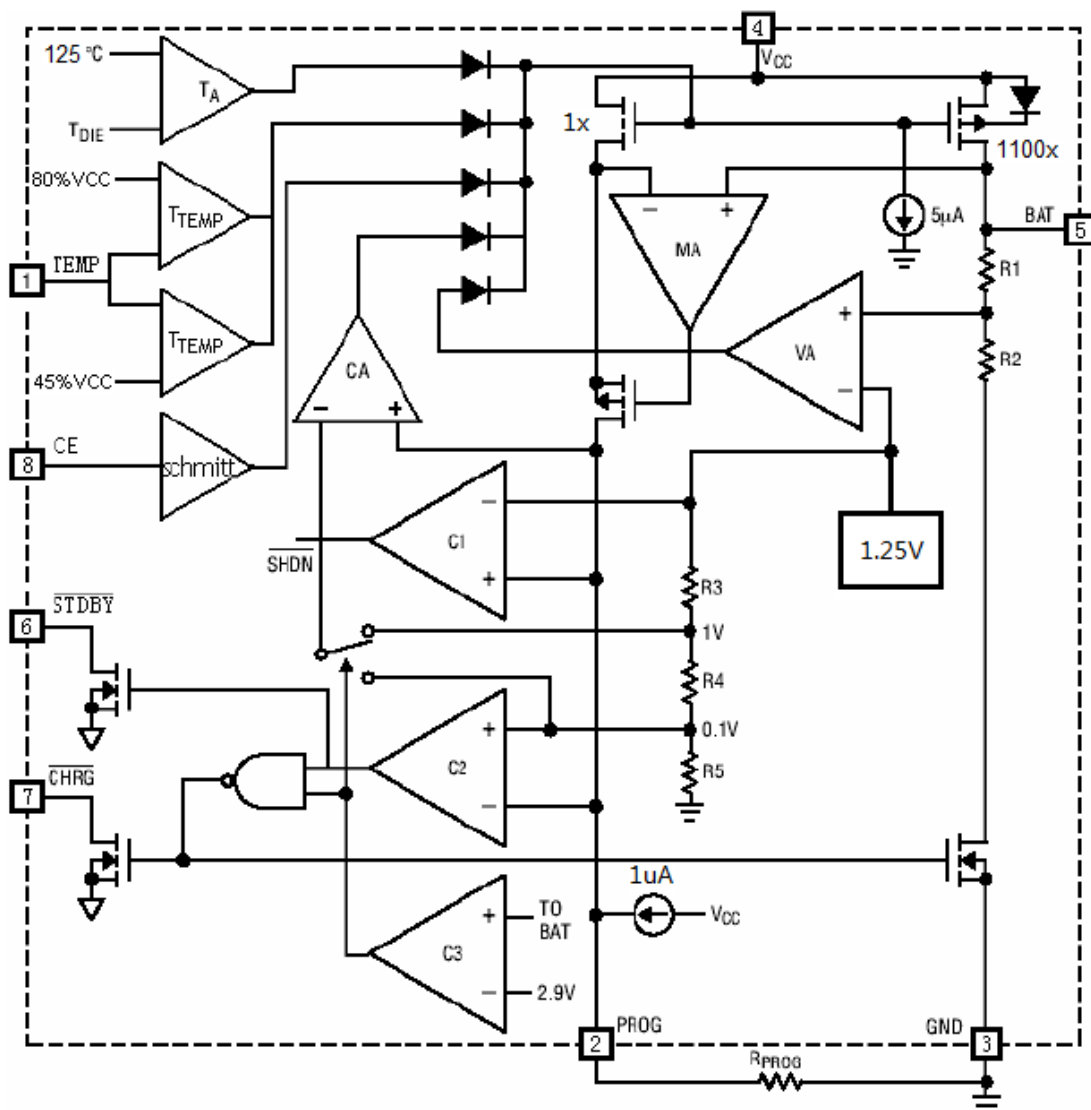 4
125 °C
VCC
TA
1x
TDIE
1100x
80%VCC
TTEMP
5μA
BAT
5
MA
1
TEMP
R1
TTEMP
VA
R2
45%VCC
CA
8
CE
schmitt
C1
SHDN
1.25V
R3
STDBY
6
1V
R4
0.1V
C2
R5
CHRG
7
1uA
VCC
TO
BAT
C3
2.9V
PROG
2
GND
3
RPROG